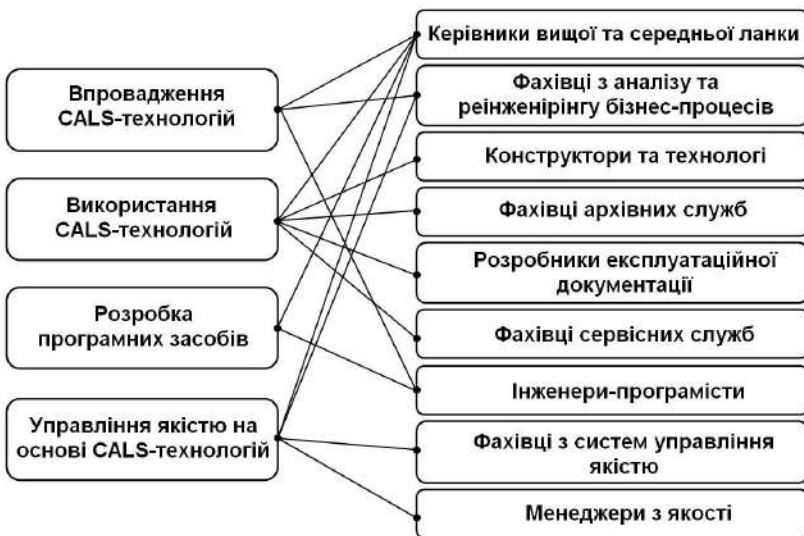 Впровадження
CALS-технологій
Використання
CALS-технологій
Розробка
програмних засобів
Управління якістю на
основі CALS-технологій
Керівники вищої та середньої ланки
Фахівці з аналізу та
реінженірінгу бізнес-процесів
Конструктори та технологі
Фахівці архівних служб
Розробники експлуатаційної
документації
Фахівці сервісних служб
Інженери-програмісти
Фахівці з систем управління
якістю
Менеджери з якості